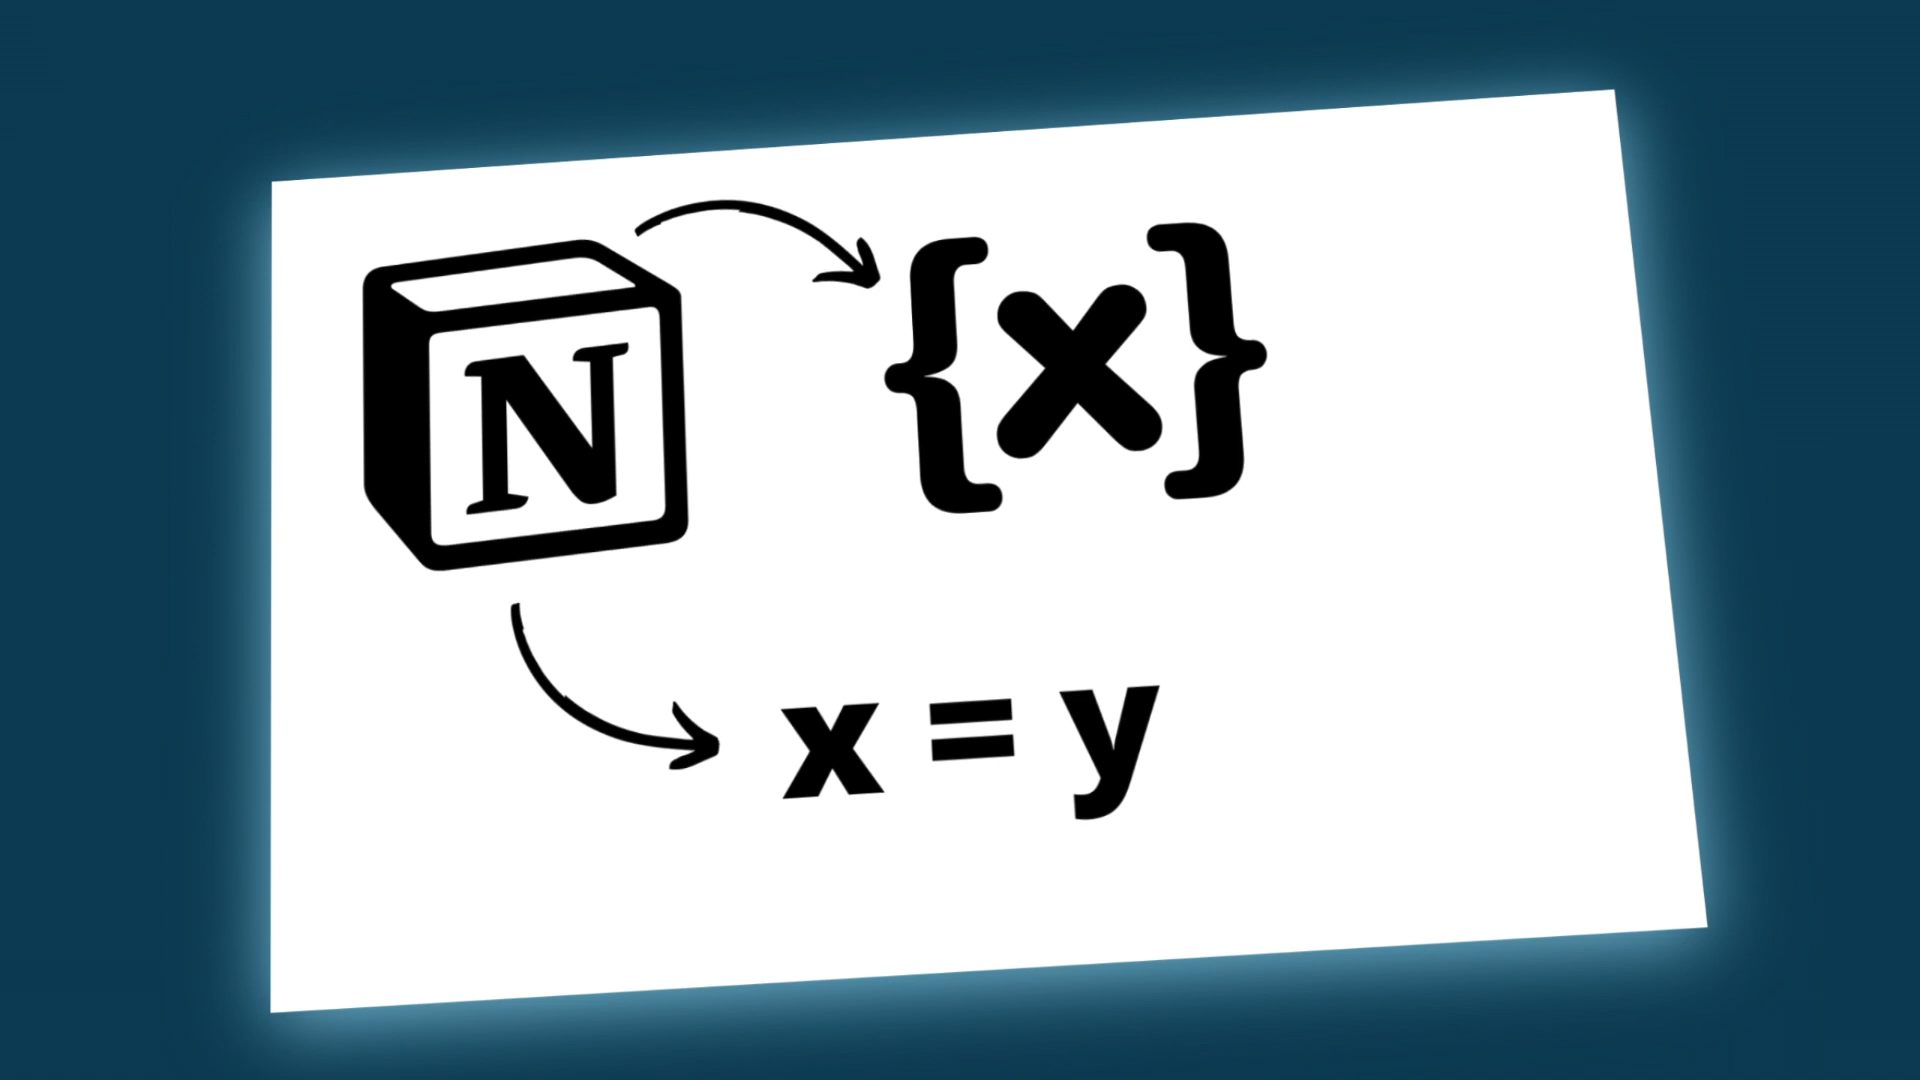 N
{x}
x = y